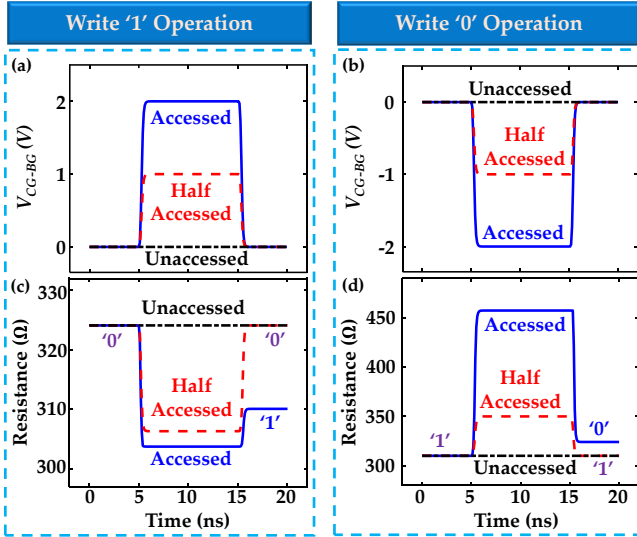 Write ‘1’ Operation
Write ‘0’ Operation
(a)
V_CG-BG (V)
2
1
0
Accessed
Half
Accessed
Unaccessed
(b)
V_CG-BG (V)
0
-1
-2
Unaccessed
Half
Accessed
Accessed
(c)
Resistance (Ω)
330
320
310
300
Unaccessed
‘0’
‘0’
Half
Accessed
‘1’
Accessed
0
5
10
15
20
Time (ns)
(d)
Resistance (Ω)
450
400
350
300
Accessed
Half
Accessed
‘1’
‘0’
Unaccessed
‘1’
0
5
10
15
20
Time (ns)